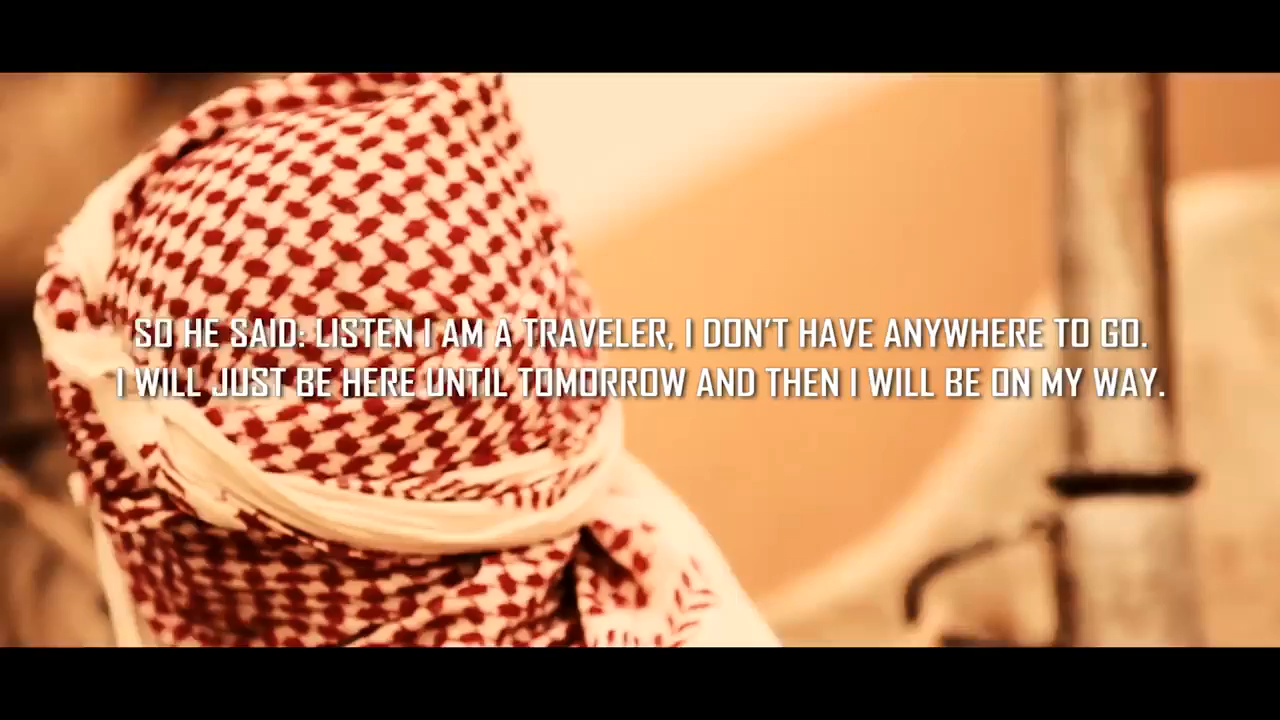 SO HE SAID: LISTEN I AM A TRAVELER, I DON'T HAVE ANYWHERE TO GO.
I WILL JUST BE HERE UNTIL TOMORROW AND THEN I WILL BE ON MY WAY.